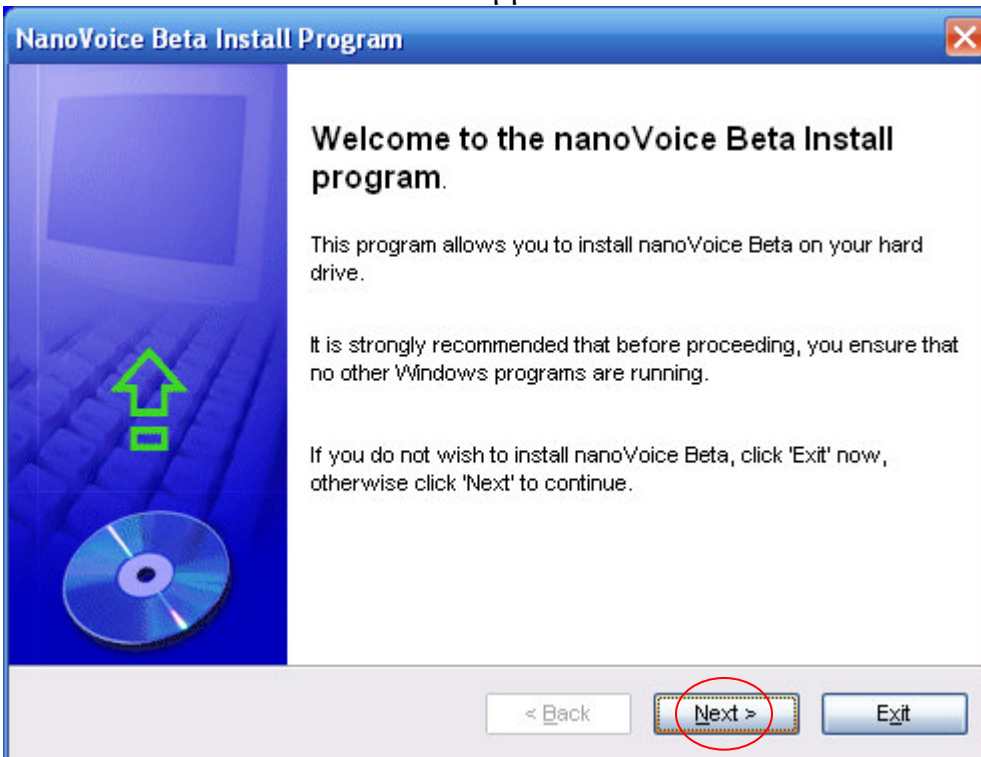 NanoVoice Beta Install Program
Welcome to the nanoVoice Beta Install
program.
This program allows you to install nanoVoice Beta on your hard
drive.
It is strongly recommended that before proceeding, you ensure that
no other Windows programs are running.
If you do not wish to install nanoVoice Beta, click 'Exit' now,
otherwise click 'Next' to continue.
< Back Next > Exit